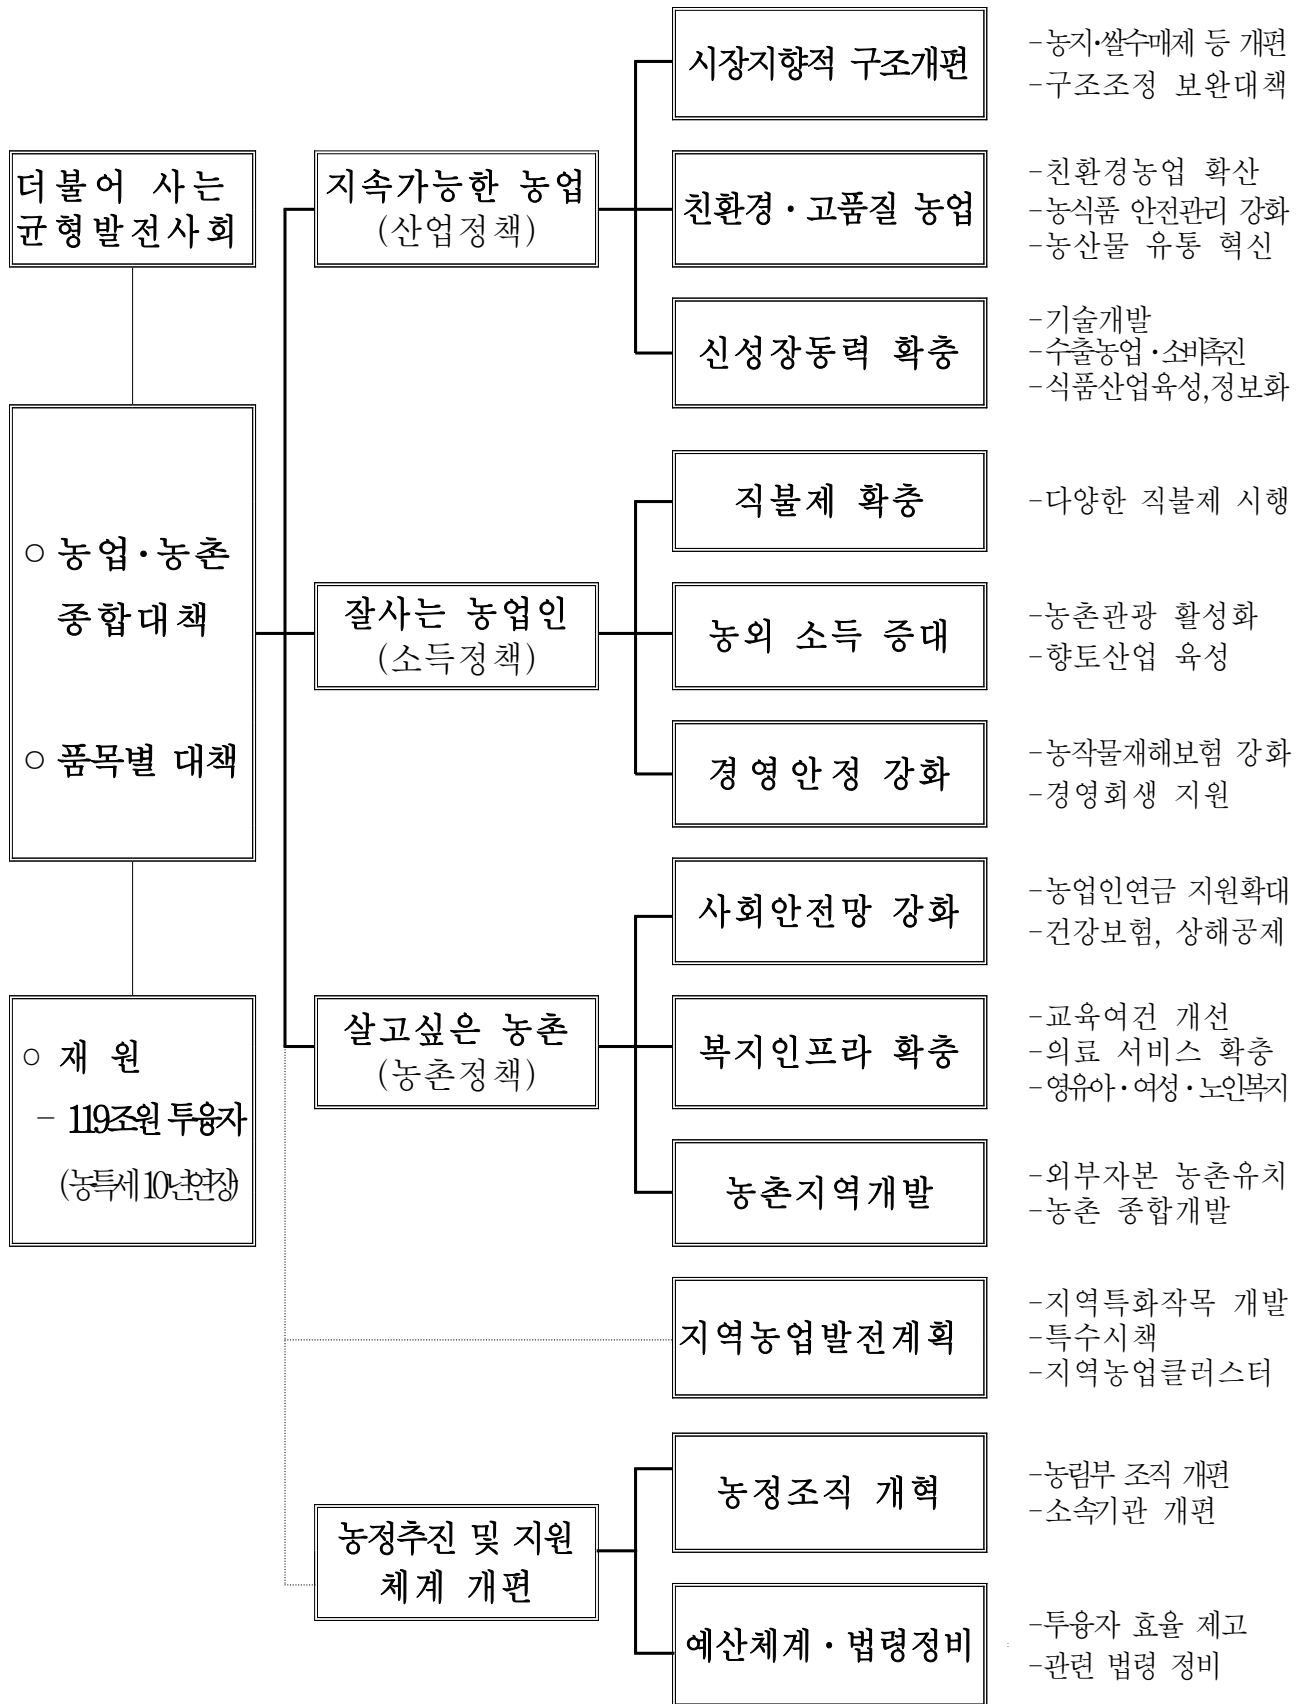 더불어 사는
균형발전사회
○ 농업·농촌
종합대책
○ 품목별 대책
○ 재 원
- 119조원 투융자
(농특세 10년연장)
지속가능한 농업
(산업정책)
시장지향적 구조개편
-농지·쌀수매제 등 개편
-구조조정 보완대책
친환경·고품질 농업
-친환경농업 확산
-농식품 안전관리 강화
-농산물 유통 혁신
신성장동력 확충
-기술개발
-수출농업·소비촉진
-식품산업육성,정보화
잘사는 농업인
(소득정책)
직불제 확충
-다양한 직불제 시행
농외 소득 증대
-농촌관광 활성화
-향토산업 육성
경영안정 강화
-농작물재해보험 강화
-경영회생 지원
살고싶은 농촌
(농촌정책)
사회안전망 강화
-농업인연금 지원확대
-건강보험, 상해공제
복지인프라 확충
-교육여건 개선
-의료 서비스 확충
-영유아·여성·노인복지
농촌지역개발
-외부자본 농촌유치
-농촌 종합개발
지역농업발전계획
-지역특화작목 개발
-특수시책
-지역농업클러스터
농정추진 및 지원
체계 개편
농정조직 개혁
-농림부 조직 개편
-소속기관 개편
예산체계·법령정비
-투융자 효율 제고
-관련 법령 정비